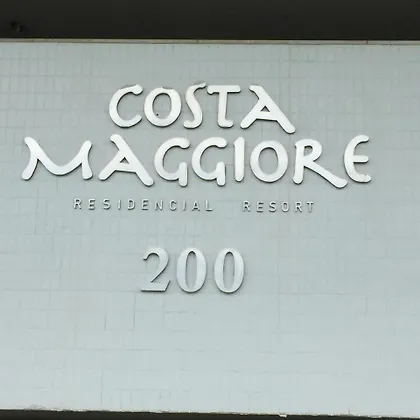 COSTA
MAGGIORE
RESIDENCIAL RESORT
200